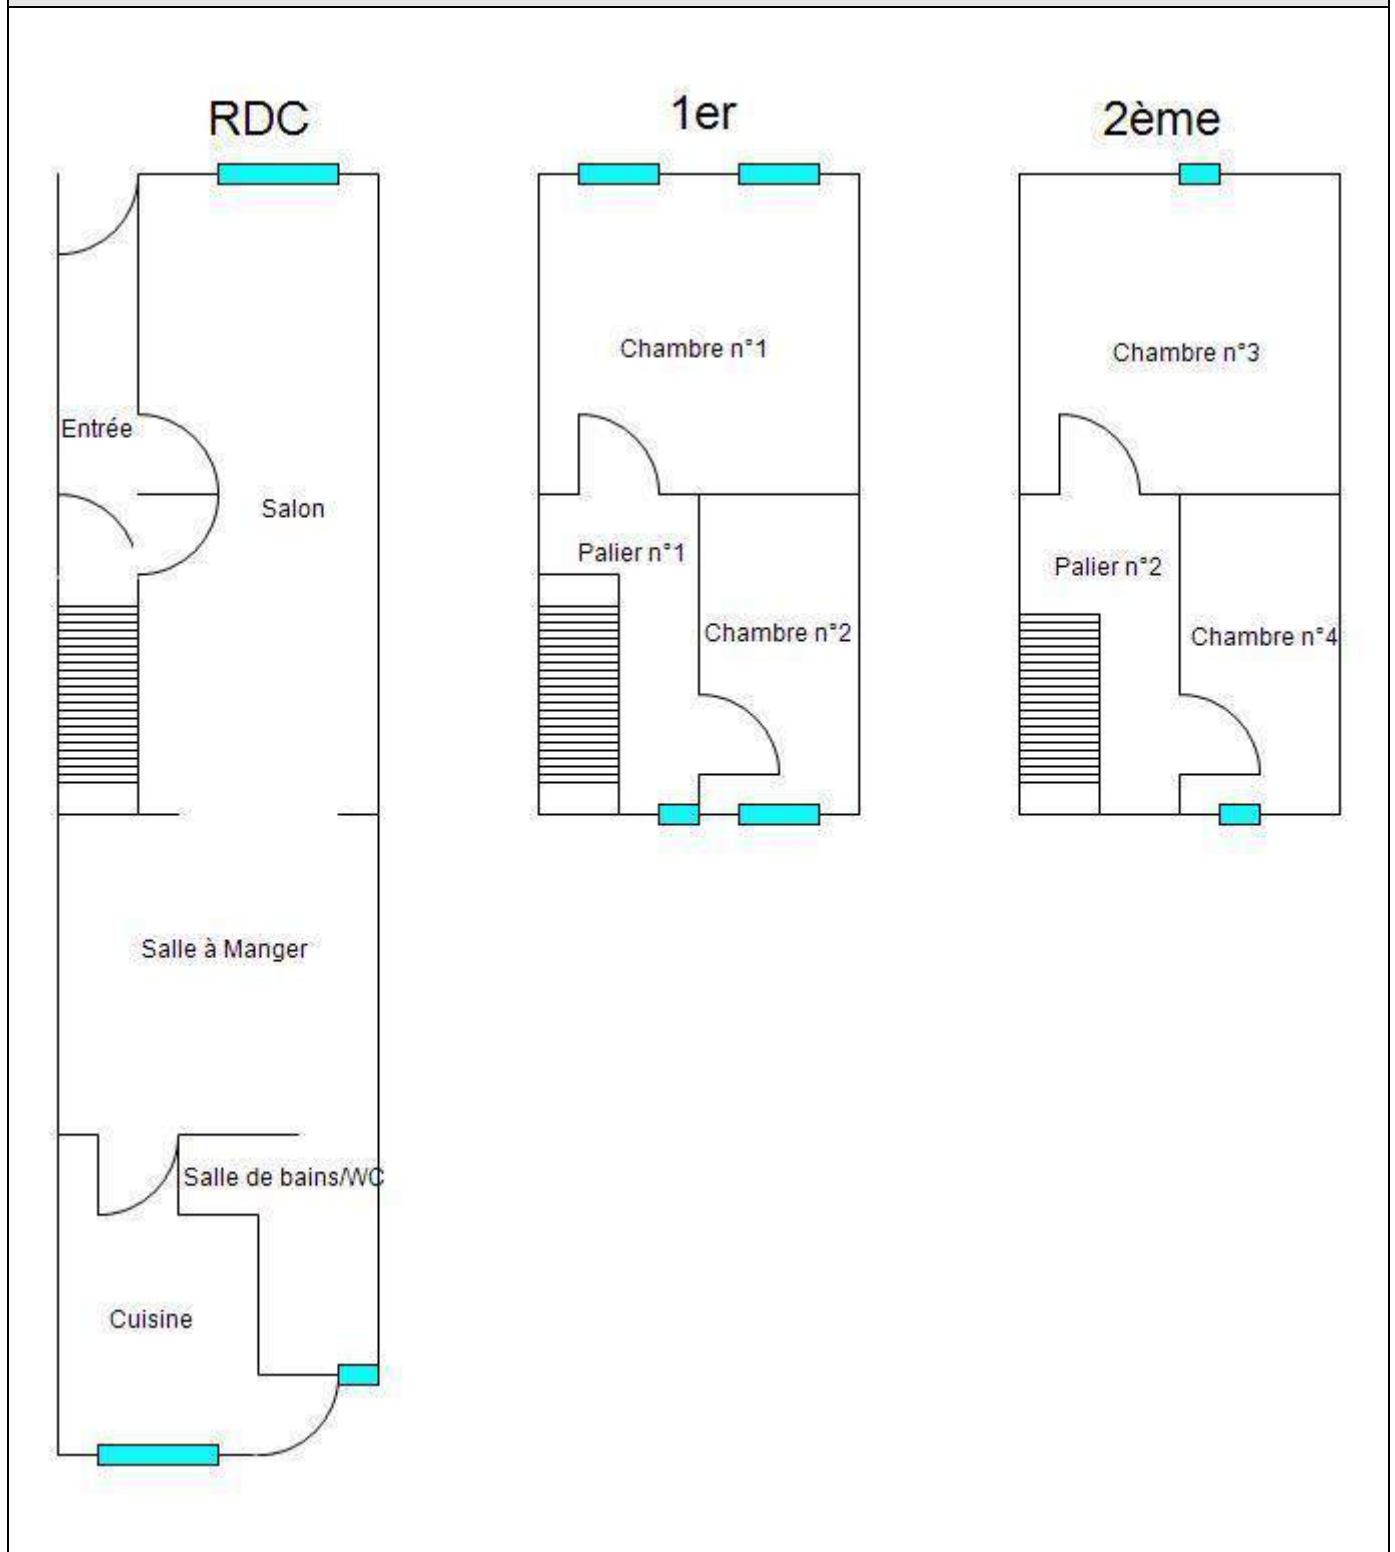 RDC
1er
2ème
Entrée
Salon
Salle à Manger
Salle de bains/WC
Cuisine
Chambre n°1
Palier n°1
Chambre n°2
Chambre n°3
Palier n°2
Chambre n°4